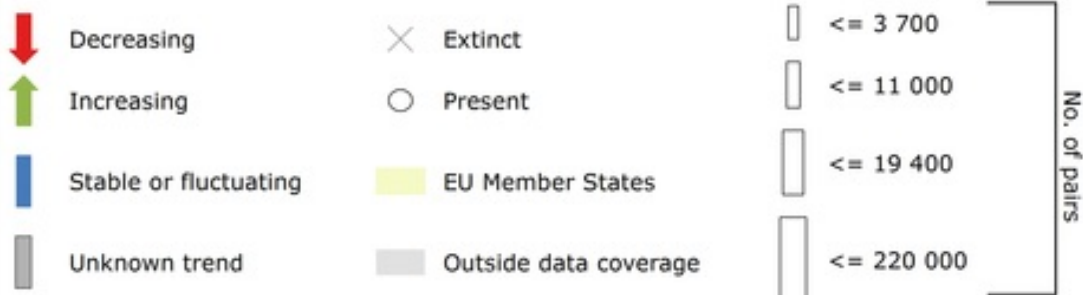 Decreasing
Increasing
Stable or fluctuating
Unknown trend
Extinct
Present
EU Member States
Outside data coverage
<= 3 700
<= 11 000
<= 19 400
<= 220 000
No. of pairs